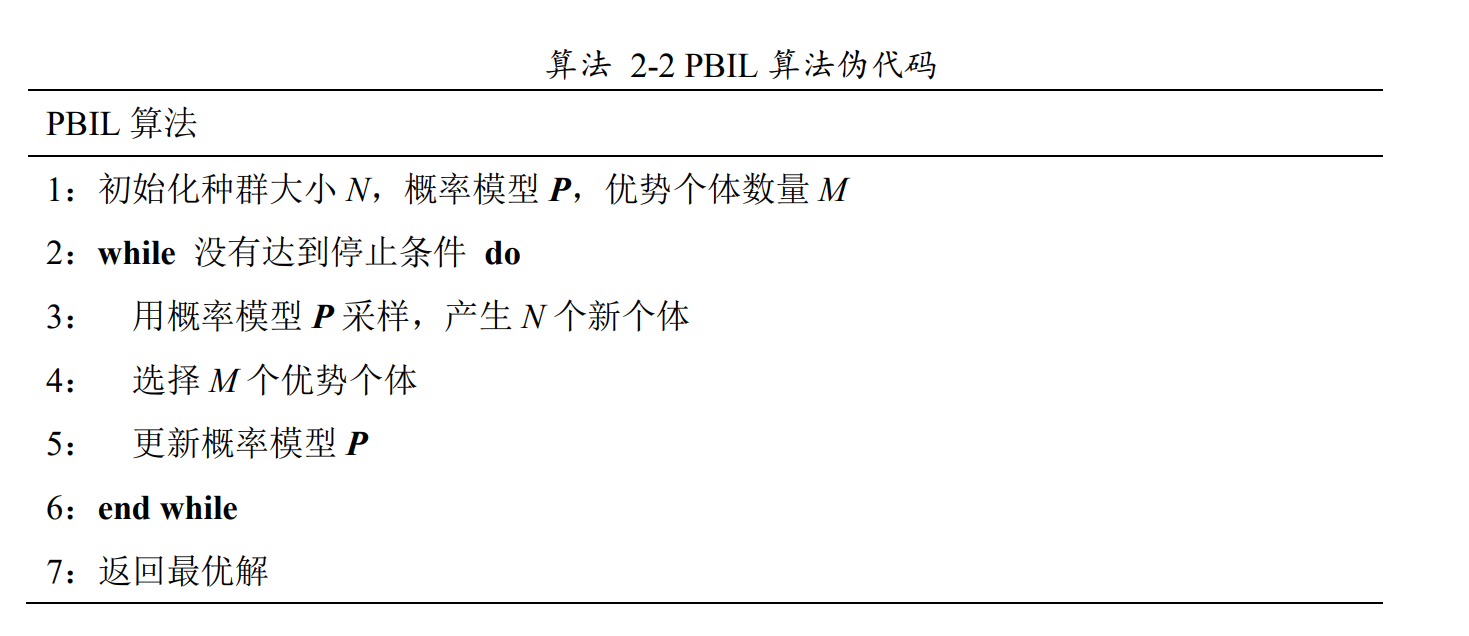 算法 2-2 PBIL 算法伪代码
PBIL 算法
1：初始化种群大小 N，概率模型 P，优势个体数量 M
2：while 没有达到停止条件 do
3： 用概率模型 P 采样，产生 N 个新个体
4： 选择 M 个优势个体
5： 更新概率模型 P
6：end while
7：返回最优解